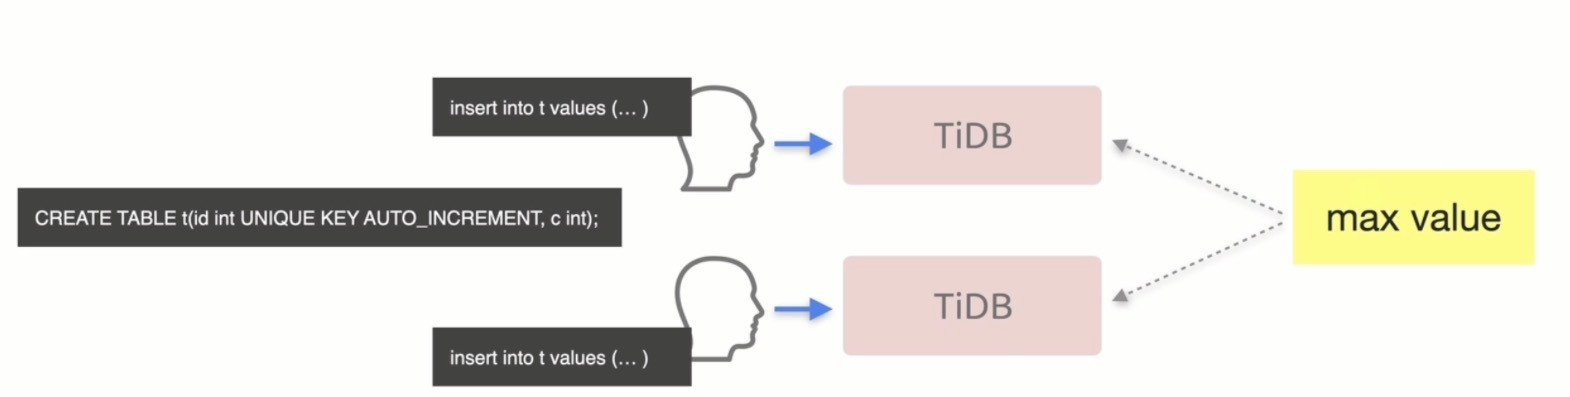 insert into t values (... )
TiDB
CREATE TABLE t(id int UNIQUE KEY AUTO_INCREMENT, c int);
max value
TiDB
insert into t values (... )